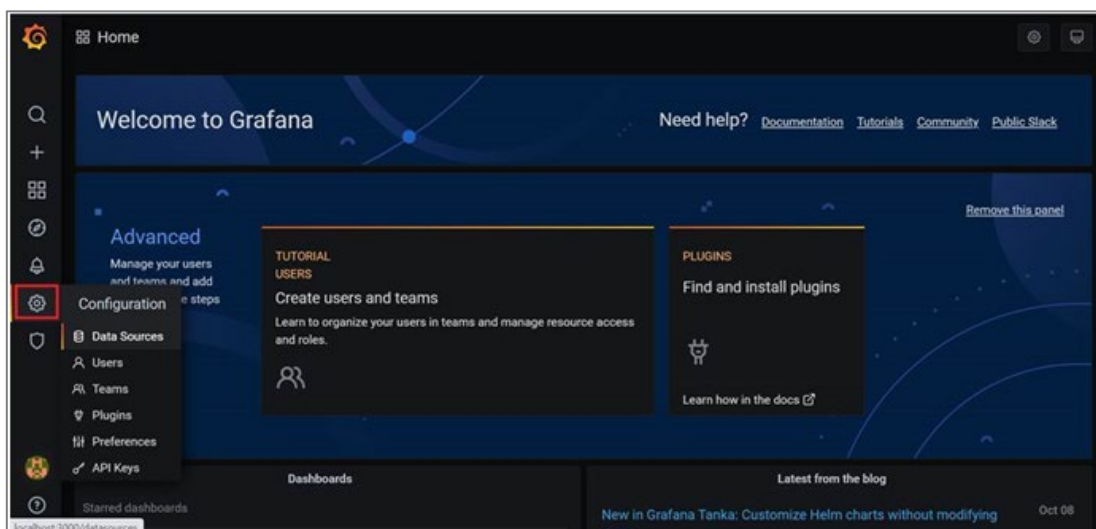 Home
Welcome to Grafana
Need help? Documentation Tutorials Community Public Slack
Remove this panel
Advanced
Manage your users
and teams and add
e steps
TUTORIAL
USERS
Create users and teams
Learn to organize your users in teams and manage resource access
and roles.
PLUGINS
Find and install plugins
Learn how in the docs
Configuration
Data Sources
Users
Teams
Plugins
Preferences
API Keys
Dashboards
Starred dashboards
Latest from the blog
New in Grafana Tanka: Customize Helm charts without modifying
Oct 08
localhost:3000/datasources